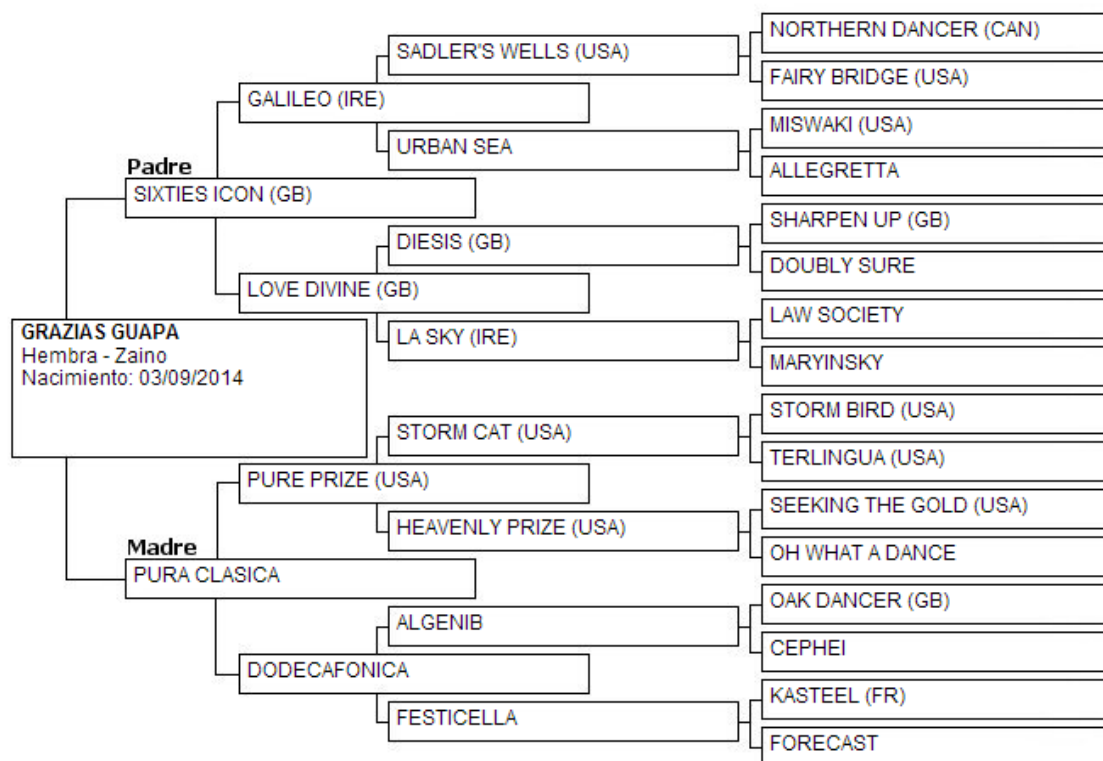 NORTHERN DANCER (CAN)
SADLER'S WELLS (USA)
FAIRY BRIDGE (USA)
GALILEO (IRE)
MISWAKI (USA)
URBAN SEA
ALLEGRETTA
Padre
SIXTIES ICON (GB)
SHARPEN UP (GB)
DIESIS (GB)
DOUBLY SURE
LOVE DIVINE (GB)
LAW SOCIETY
LA SKY (IRE)
MARYINSKY
GRAZIAS GUAPA
Hembra - Zaino
Nacimiento: 03/09/2014
STORM BIRD (USA)
STORM CAT (USA)
TERLINGUA (USA)
PURE PRIZE (USA)
SEEKING THE GOLD (USA)
HEAVENLY PRIZE (USA)
OH WHAT A DANCE
Madre
PURA CLASICA
OAK DANCER (GB)
ALGENIB
CEPHEI
DODECAFONICA
KASTEEL (FR)
FESTICELLA
FORECAST